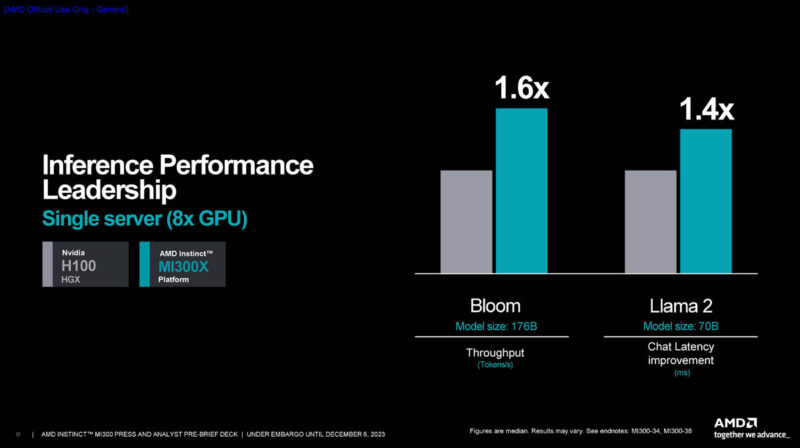 [AMD Official Use Only - General]
Inference Performance
Leadership
Single server (8x GPU)
Nvidia
H100
HGX
AMD Instinct™
MI300X
Platform
1.6x
1.4x
Bloom
Model size: 176B
Throughput
(Tokens/s)
Llama 2
Model size: 70B
Chat Latency
improvement
(ms)
| AMD INSTINCT™ MI300 PRESS AND ANALYST PRE-BRIEF DECK | UNDER EMBARGO UNTIL DECEMBER 6, 2023
Figures are median. Results may vary. See endnotes: MI300-34, MI300-38
AMD
together we advance_